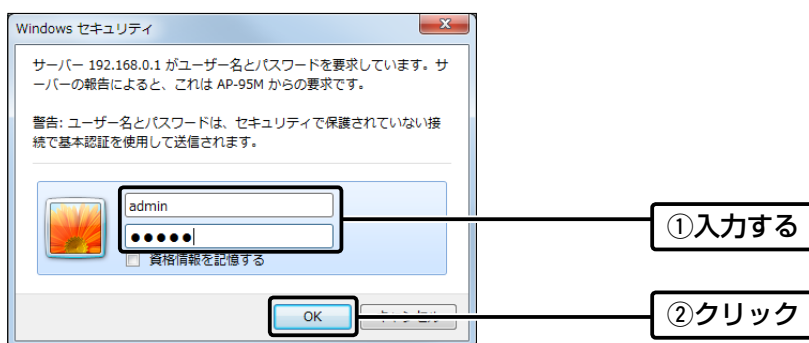 Windows セキュリティ
サーバー 192.168.0.1 がユーザー名とパスワードを要求しています。サ
ーバーの報告によると、これは AP-95M からの要求です。
警告: ユーザー名とパスワードは、セキュリティで保護されていない接
続で基本認証を使用して送信されます。
admin
●●●●●
資格情報を記憶する
①入力する
OK
キャンセル
②クリック